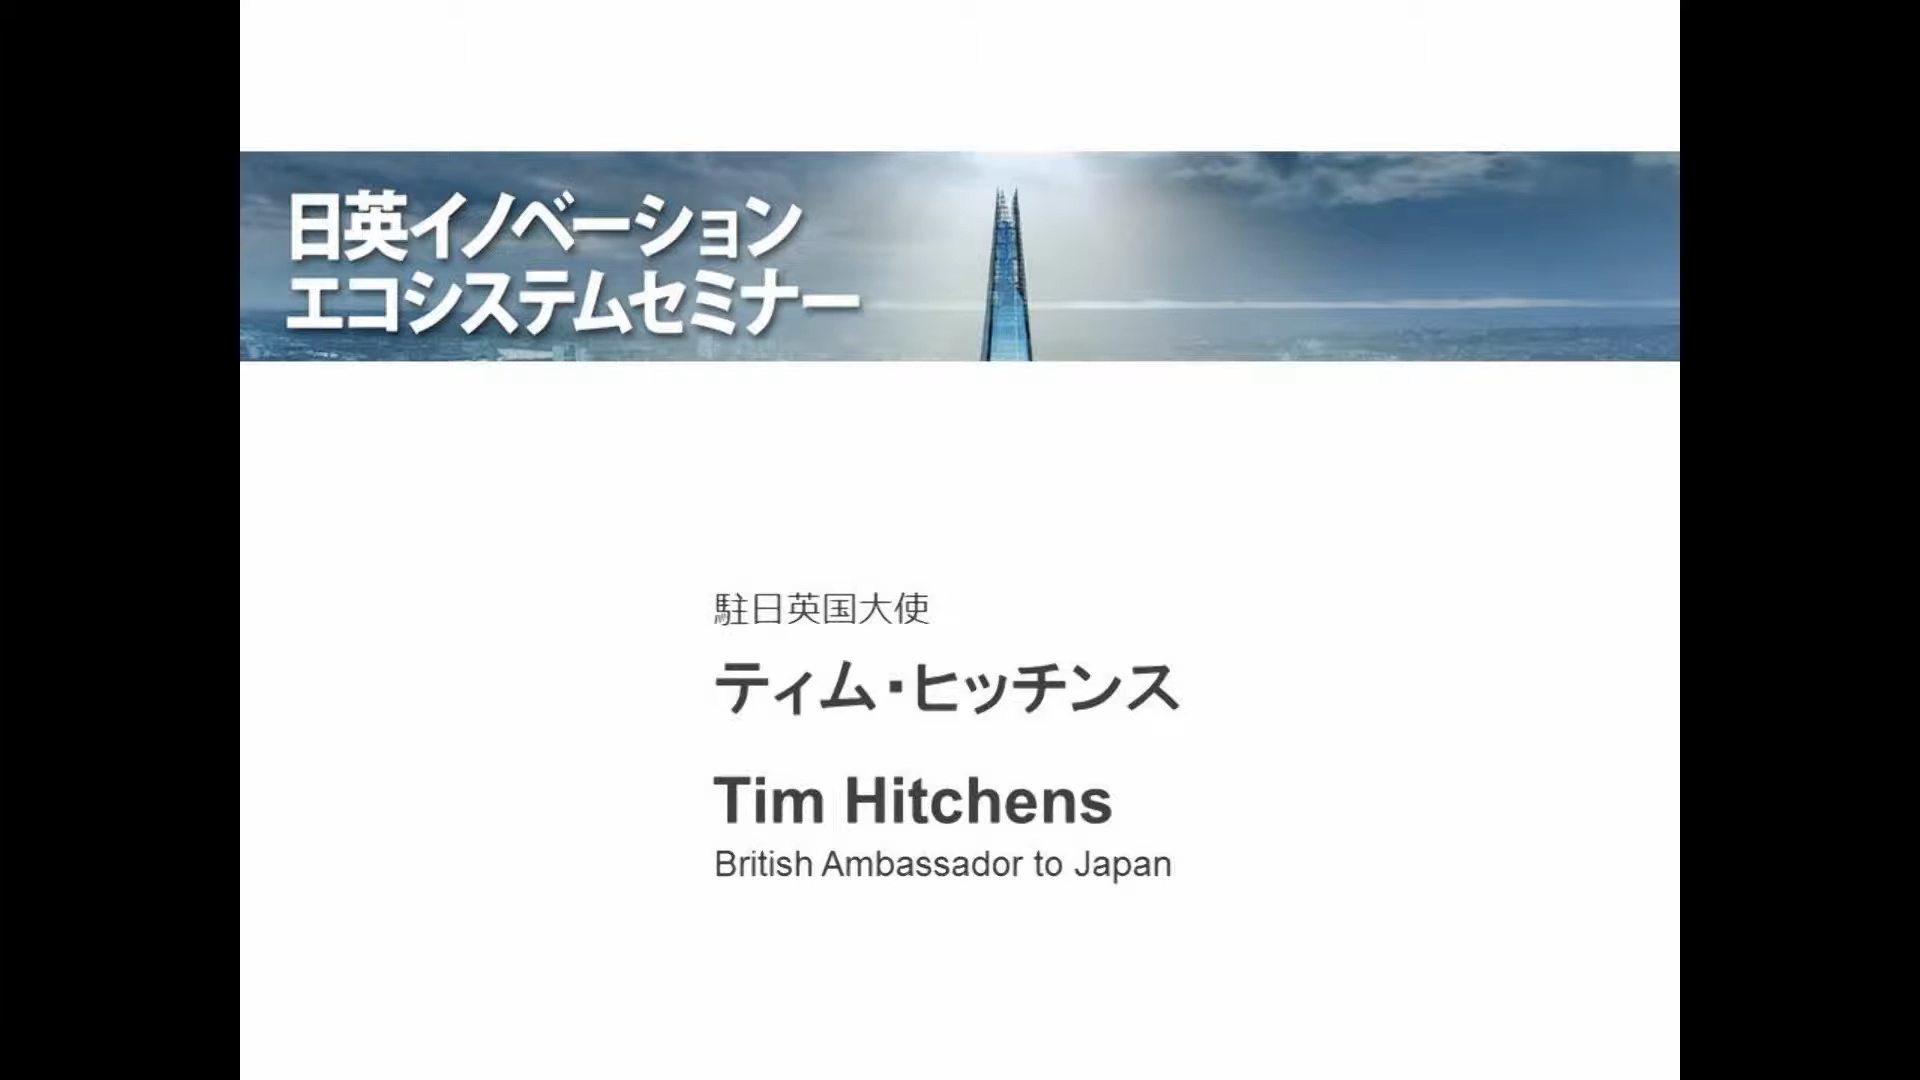 日英イノベーション
エコシステムセミナー
駐日英国大使
ティム・ヒッチンス
Tim Hitchens
British Ambassador to Japan